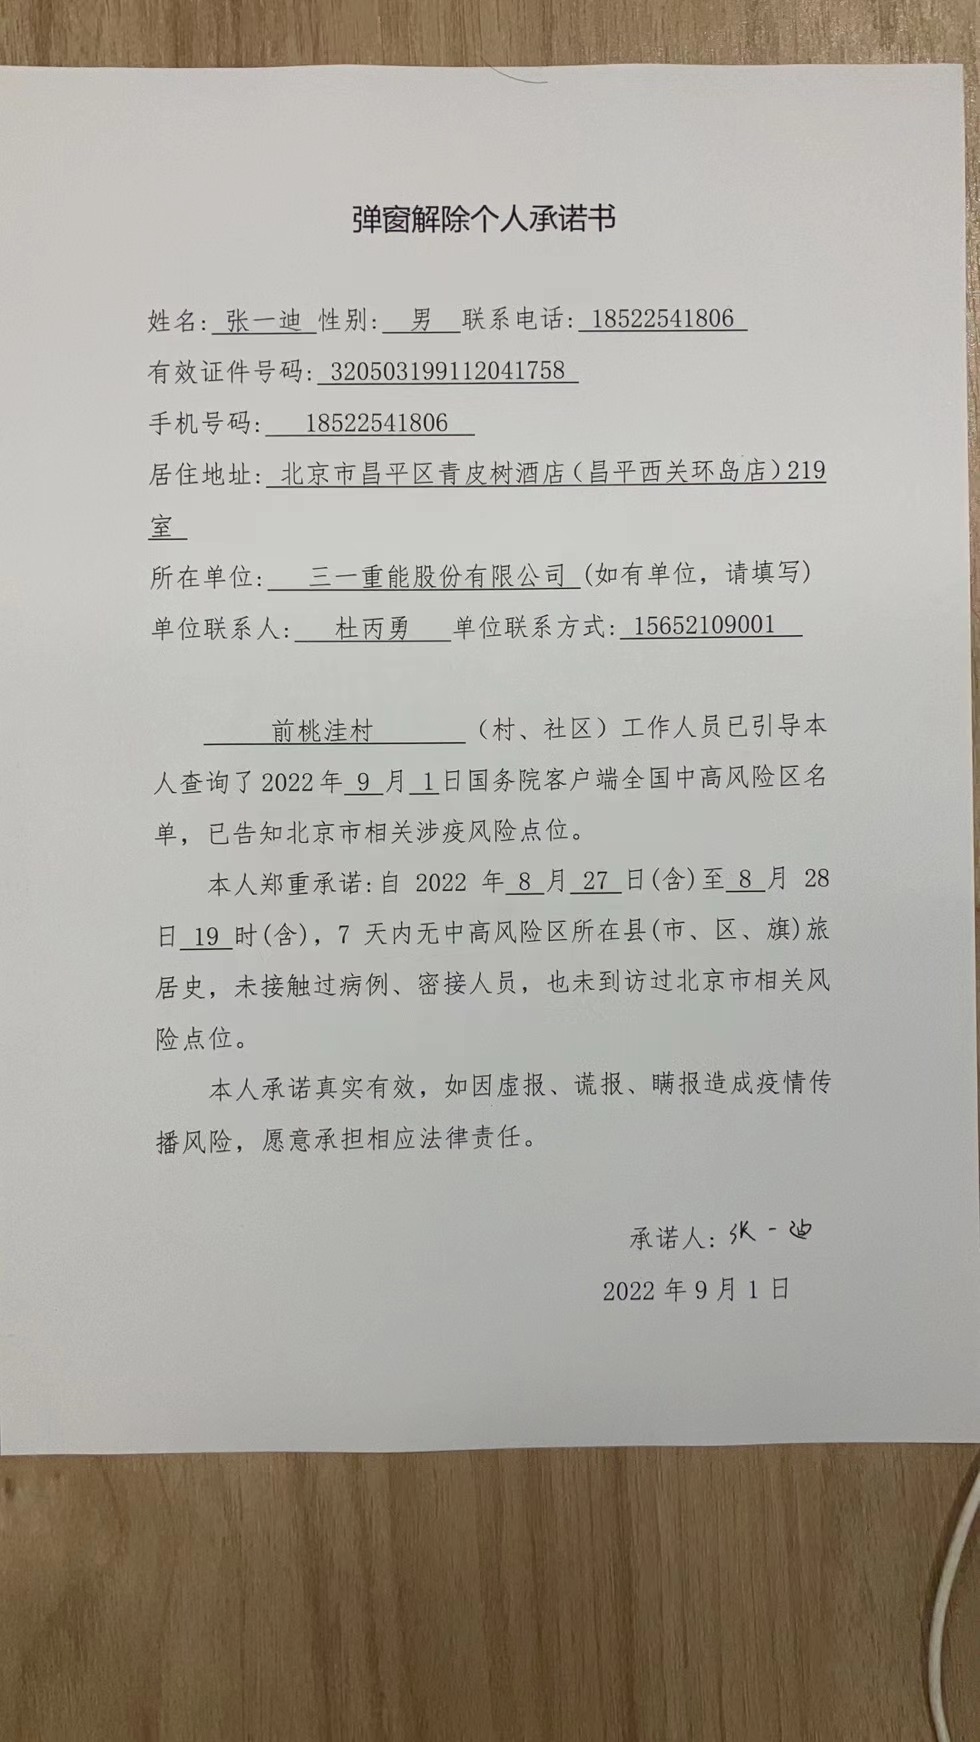 弹窗解除个人承诺书
姓名: 张一迪 性别: 男 联系电话: 18522541806
有效证件号码: 320503199112041758
手机号码: 18522541806
居住地址: 北京市昌平区青皮树酒店(昌平西关环岛店)219
室
所在单位: 三一重能股份有限公司 (如有单位，请填写)
单位联系人: 杜丙勇 单位联系方式: 15652109001
前桃洼村 (村、社区)工作人员已引导本
人查询了2022年 9 月 1日国务院客户端全国中高风险区名
单，已告知北京市相关涉疫风险点位。
本人郑重承诺:自 2022 年 8 月 27 日(含)至 8 月 28
日 19 时(含)，7 天内无中高风险区所在县(市、区、旗)旅
居史，未接触过病例、密接人员，也未到访过北京市相关风
险点位。
本人承诺真实有效，如因虚报、谎报、瞒报造成疫情传
播风险，愿意承担相应法律责任。
承诺人: 张一迪
2022 年 9 月 1 日